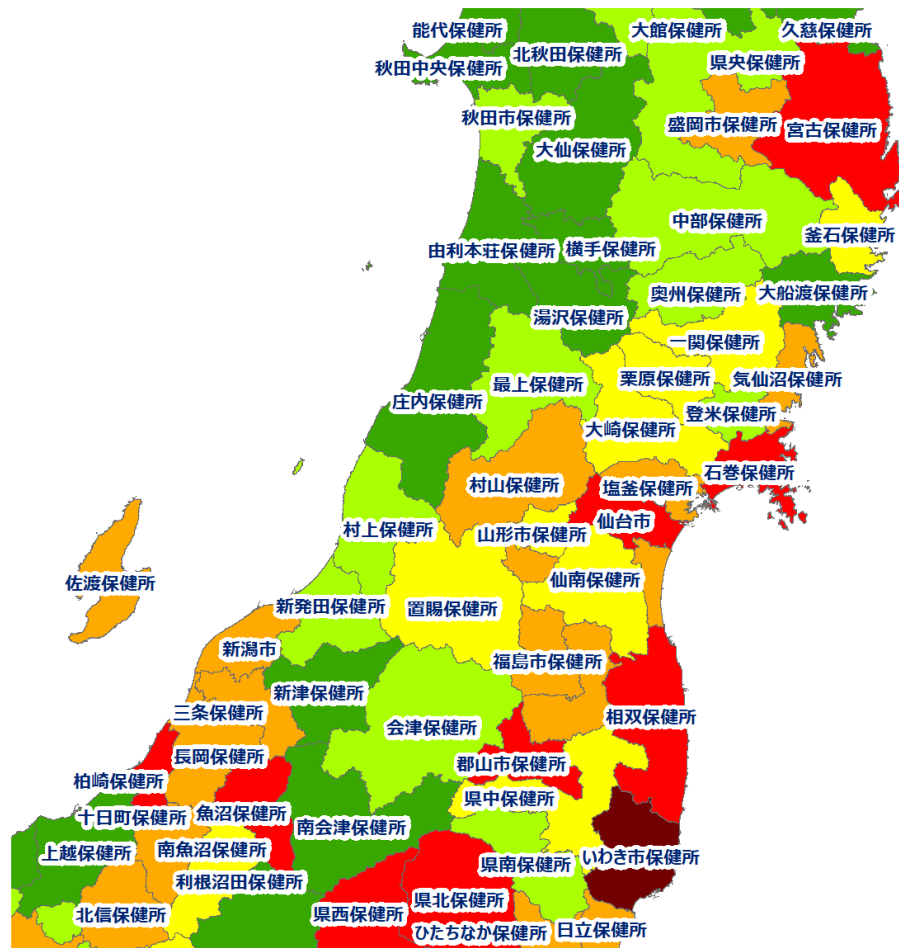 能代保健所
大館保健所
久慈保健所
北秋田保健所
県央保健所
秋田中央保健所
秋田市保健所
盛岡市保健所
宮古保健所
大仙保健所
中部保健所
釜石保健所
由利本荘保健所
横手保健所
奥州保健所
大船渡保健所
湯沢保健所
一関保健所
最上保健所
栗原保健所
気仙沼保健所
庄内保健所
登米保健所
大崎保健所
石巻保健所
村山保健所
塩釜保健所
村上保健所
山形市保健所
仙台市
佐渡保健所
仙南保健所
新発田保健所
置賜保健所
新潟市
福島市保健所
新津保健所
三条保健所
会津保健所
相双保健所
長岡保健所
郡山市保健所
柏崎保健所
県中保健所
十日町保健所
魚沼保健所
南会津保健所
上越保健所
南魚沼保健所
県南保健所
いわき市保健所
利根沼田保健所
北信保健所
県西保健所
県北保健所
ひたちなか保健所
日立保健所